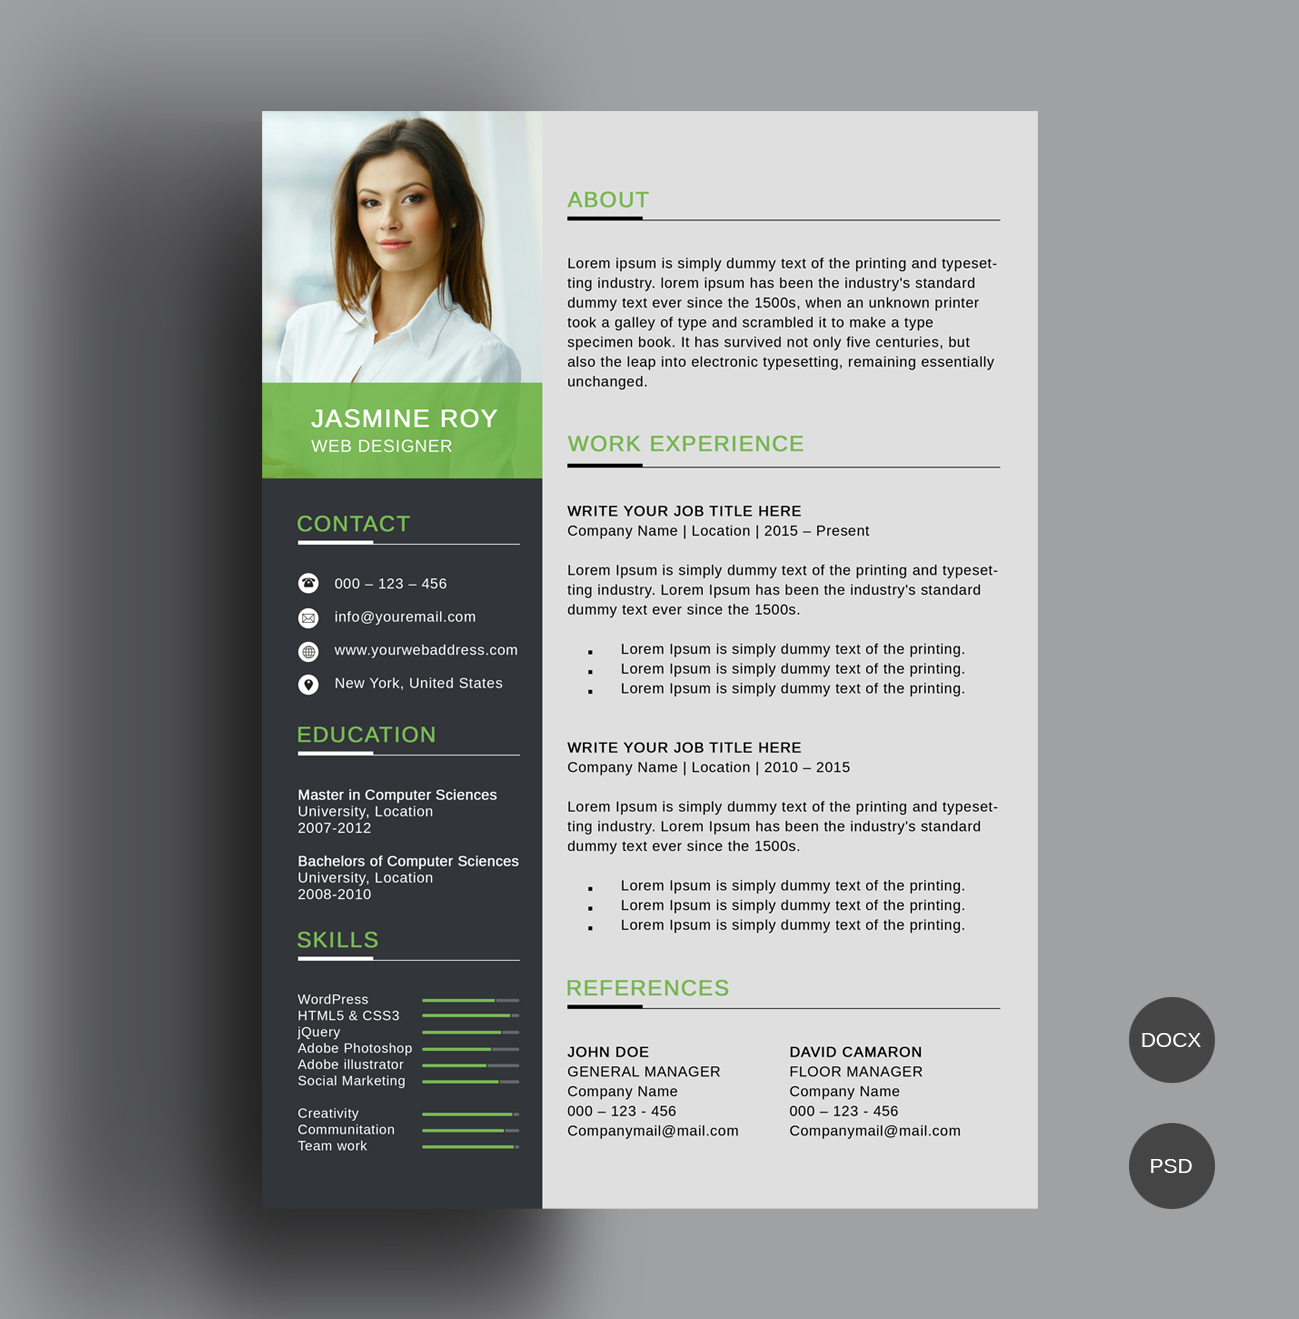 JASMINE ROY
WEB DESIGNER
CONTACT
000 – 123 – 456
info@youremail.com
www.yourwebaddress.com
New York, United States
EDUCATION
Master in Computer Sciences
University, Location
2007-2012
Bachelors of Computer Sciences
University, Location
2008-2010
SKILLS
WordPress
HTML5 & CSS3
jQuery
Adobe Photoshop
Adobe illustrator
Social Marketing
Creativity
Communitation
Team work
ABOUT
Lorem ipsum is simply dummy text of the printing and typeset-
ting industry. lorem ipsum has been the industry's standard
dummy text ever since the 1500s, when an unknown printer
took a galley of type and scrambled it to make a type
specimen book. It has survived not only five centuries, but
also the leap into electronic typesetting, remaining essentially
unchanged.
WORK EXPERIENCE
WRITE YOUR JOB TITLE HERE
Company Name | Location | 2015 – Present
Lorem Ipsum is simply dummy text of the printing and typeset-
ting industry. Lorem Ipsum has been the industry's standard
dummy text ever since the 1500s.
▪ Lorem Ipsum is simply dummy text of the printing.
▪ Lorem Ipsum is simply dummy text of the printing.
▪ Lorem Ipsum is simply dummy text of the printing.
WRITE YOUR JOB TITLE HERE
Company Name | Location | 2010 – 2015
Lorem Ipsum is simply dummy text of the printing and typeset-
ting industry. Lorem Ipsum has been the industry's standard
dummy text ever since the 1500s.
▪ Lorem Ipsum is simply dummy text of the printing.
▪ Lorem Ipsum is simply dummy text of the printing.
▪ Lorem Ipsum is simply dummy text of the printing.
REFERENCES
JOHN DOE
GENERAL MANAGER
Company Name
000 – 123 - 456
Companymail@mail.com
DAVID CAMARON
FLOOR MANAGER
Company Name
000 – 123 - 456
Companymail@mail.com
DOCX
PSD